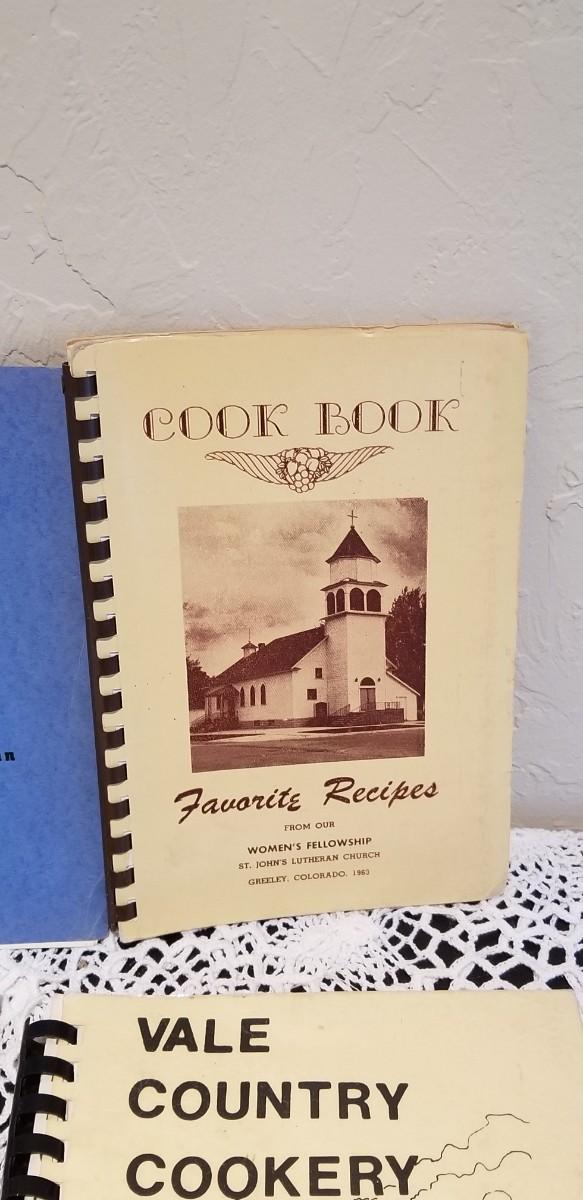 COOK BOOK
Favorite Recipes
FROM OUR
WOMEN'S FELLOWSHIP
ST. JOHN'S LUTHERAN CHURCH
GREELEY, COLORADO, 1963
VALE
COUNTRY
COOKERY